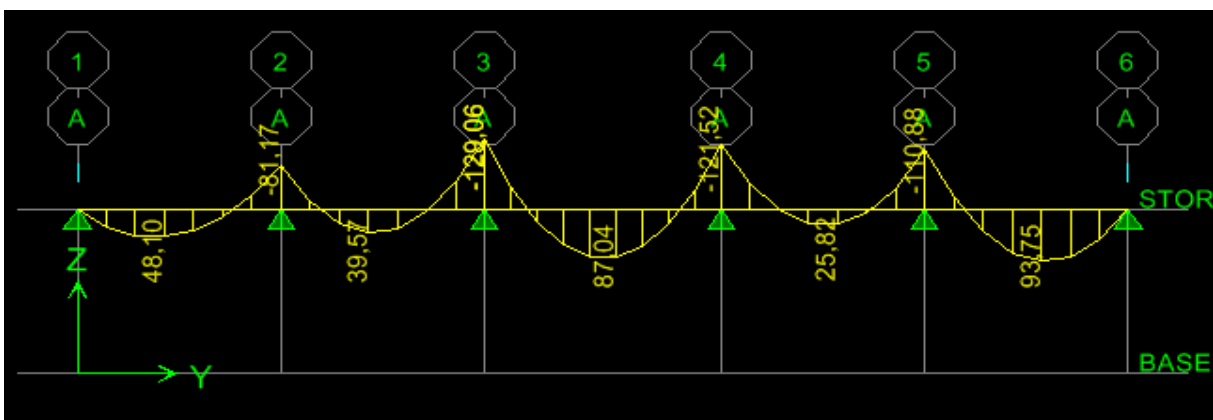 1 2 3 4 5 6
A A A A A A
-81,17 -129,06 -121,52 -110,88
STOR
48,10 39,57 87,04 25,82 93,75
Z
Y
BASE